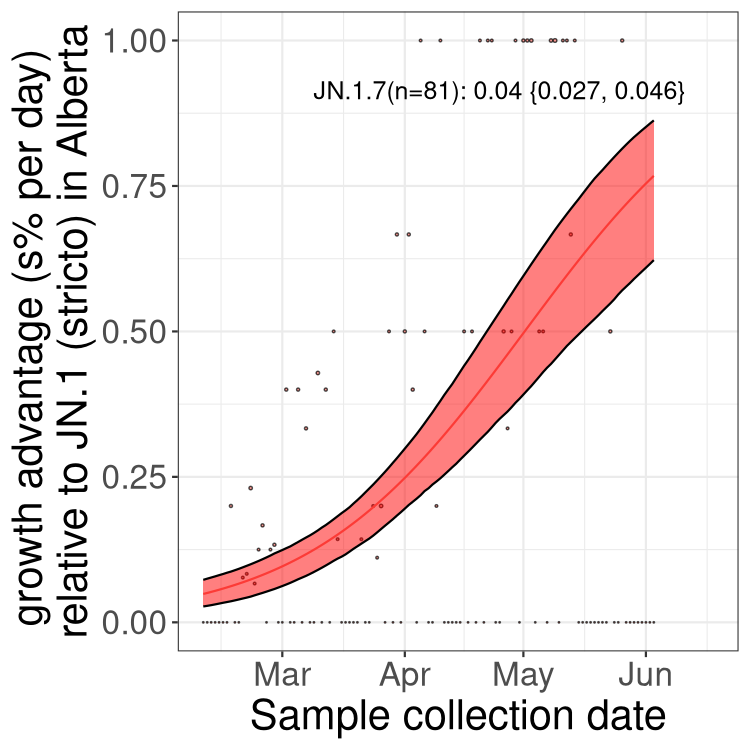 growth advantage (s% per day)
relative to JN.1 (stricto) in Alberta
1.00
JN.1.7(n=81): 0.04 {0.027, 0.046}
0.75
0.50
0.25
0.00
Mar Apr May Jun
Sample collection date